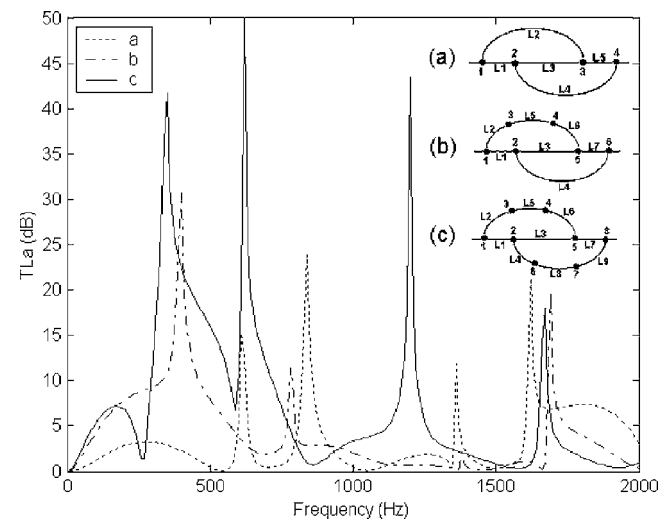 50
45
40
35
30
25
20
15
10
5
0
TLa (dB)
0 500 1000 1500 2000
Frequency (Hz)
a
b
c
(a)
L2
1 L1 2 L3 3 L5 4
L4
(b)
3 L5 4
L2 L6
1 L1 2 L3 5 L7 6
L4
(c)
3 L5 4
L2 L6
1 L1 2 L3 5 L7 8
L4 6 L8 7 L9